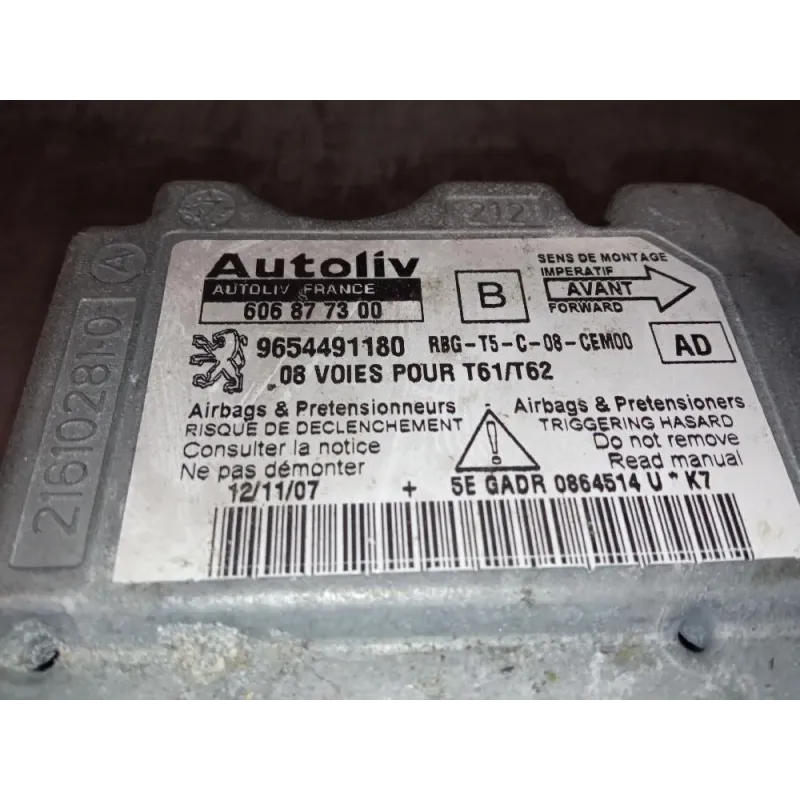 212
A
21610281-0
Autoliv
AUTOLIV FRANCE
606 87 73 00
B
SENS DE MONTAGE
IMPERATIF
AVANT
FORWARD
9654491180 RBG-T5-C-08-CEM00
AD
08 VOIES POUR T61/T62
Airbags & Pretensionneurs
RISQUE DE DECLENCHEMENT
Consulter la notice
Ne pas démonter
!
Airbags & Pretensioners
TRIGGERING HASARD
Do not remove
Read manual
12/11/07 + 5E GADR 0864514 U * K7